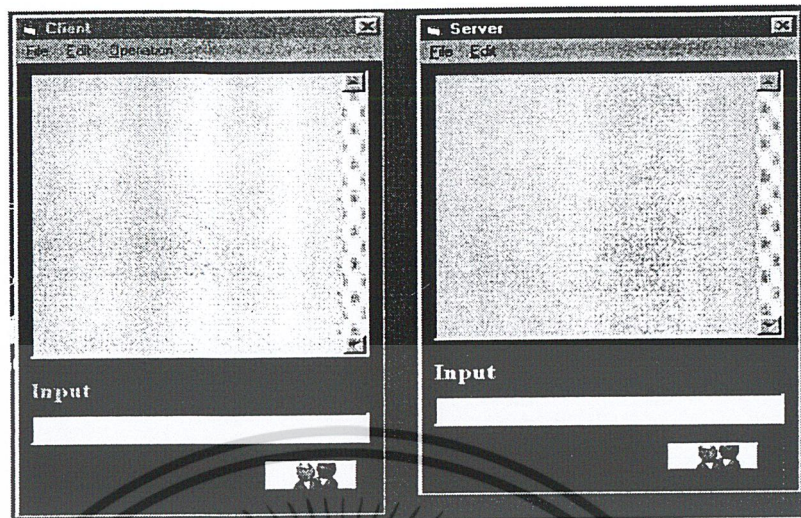 Client
File Edit Operation
Input
Server
File Edit
Input